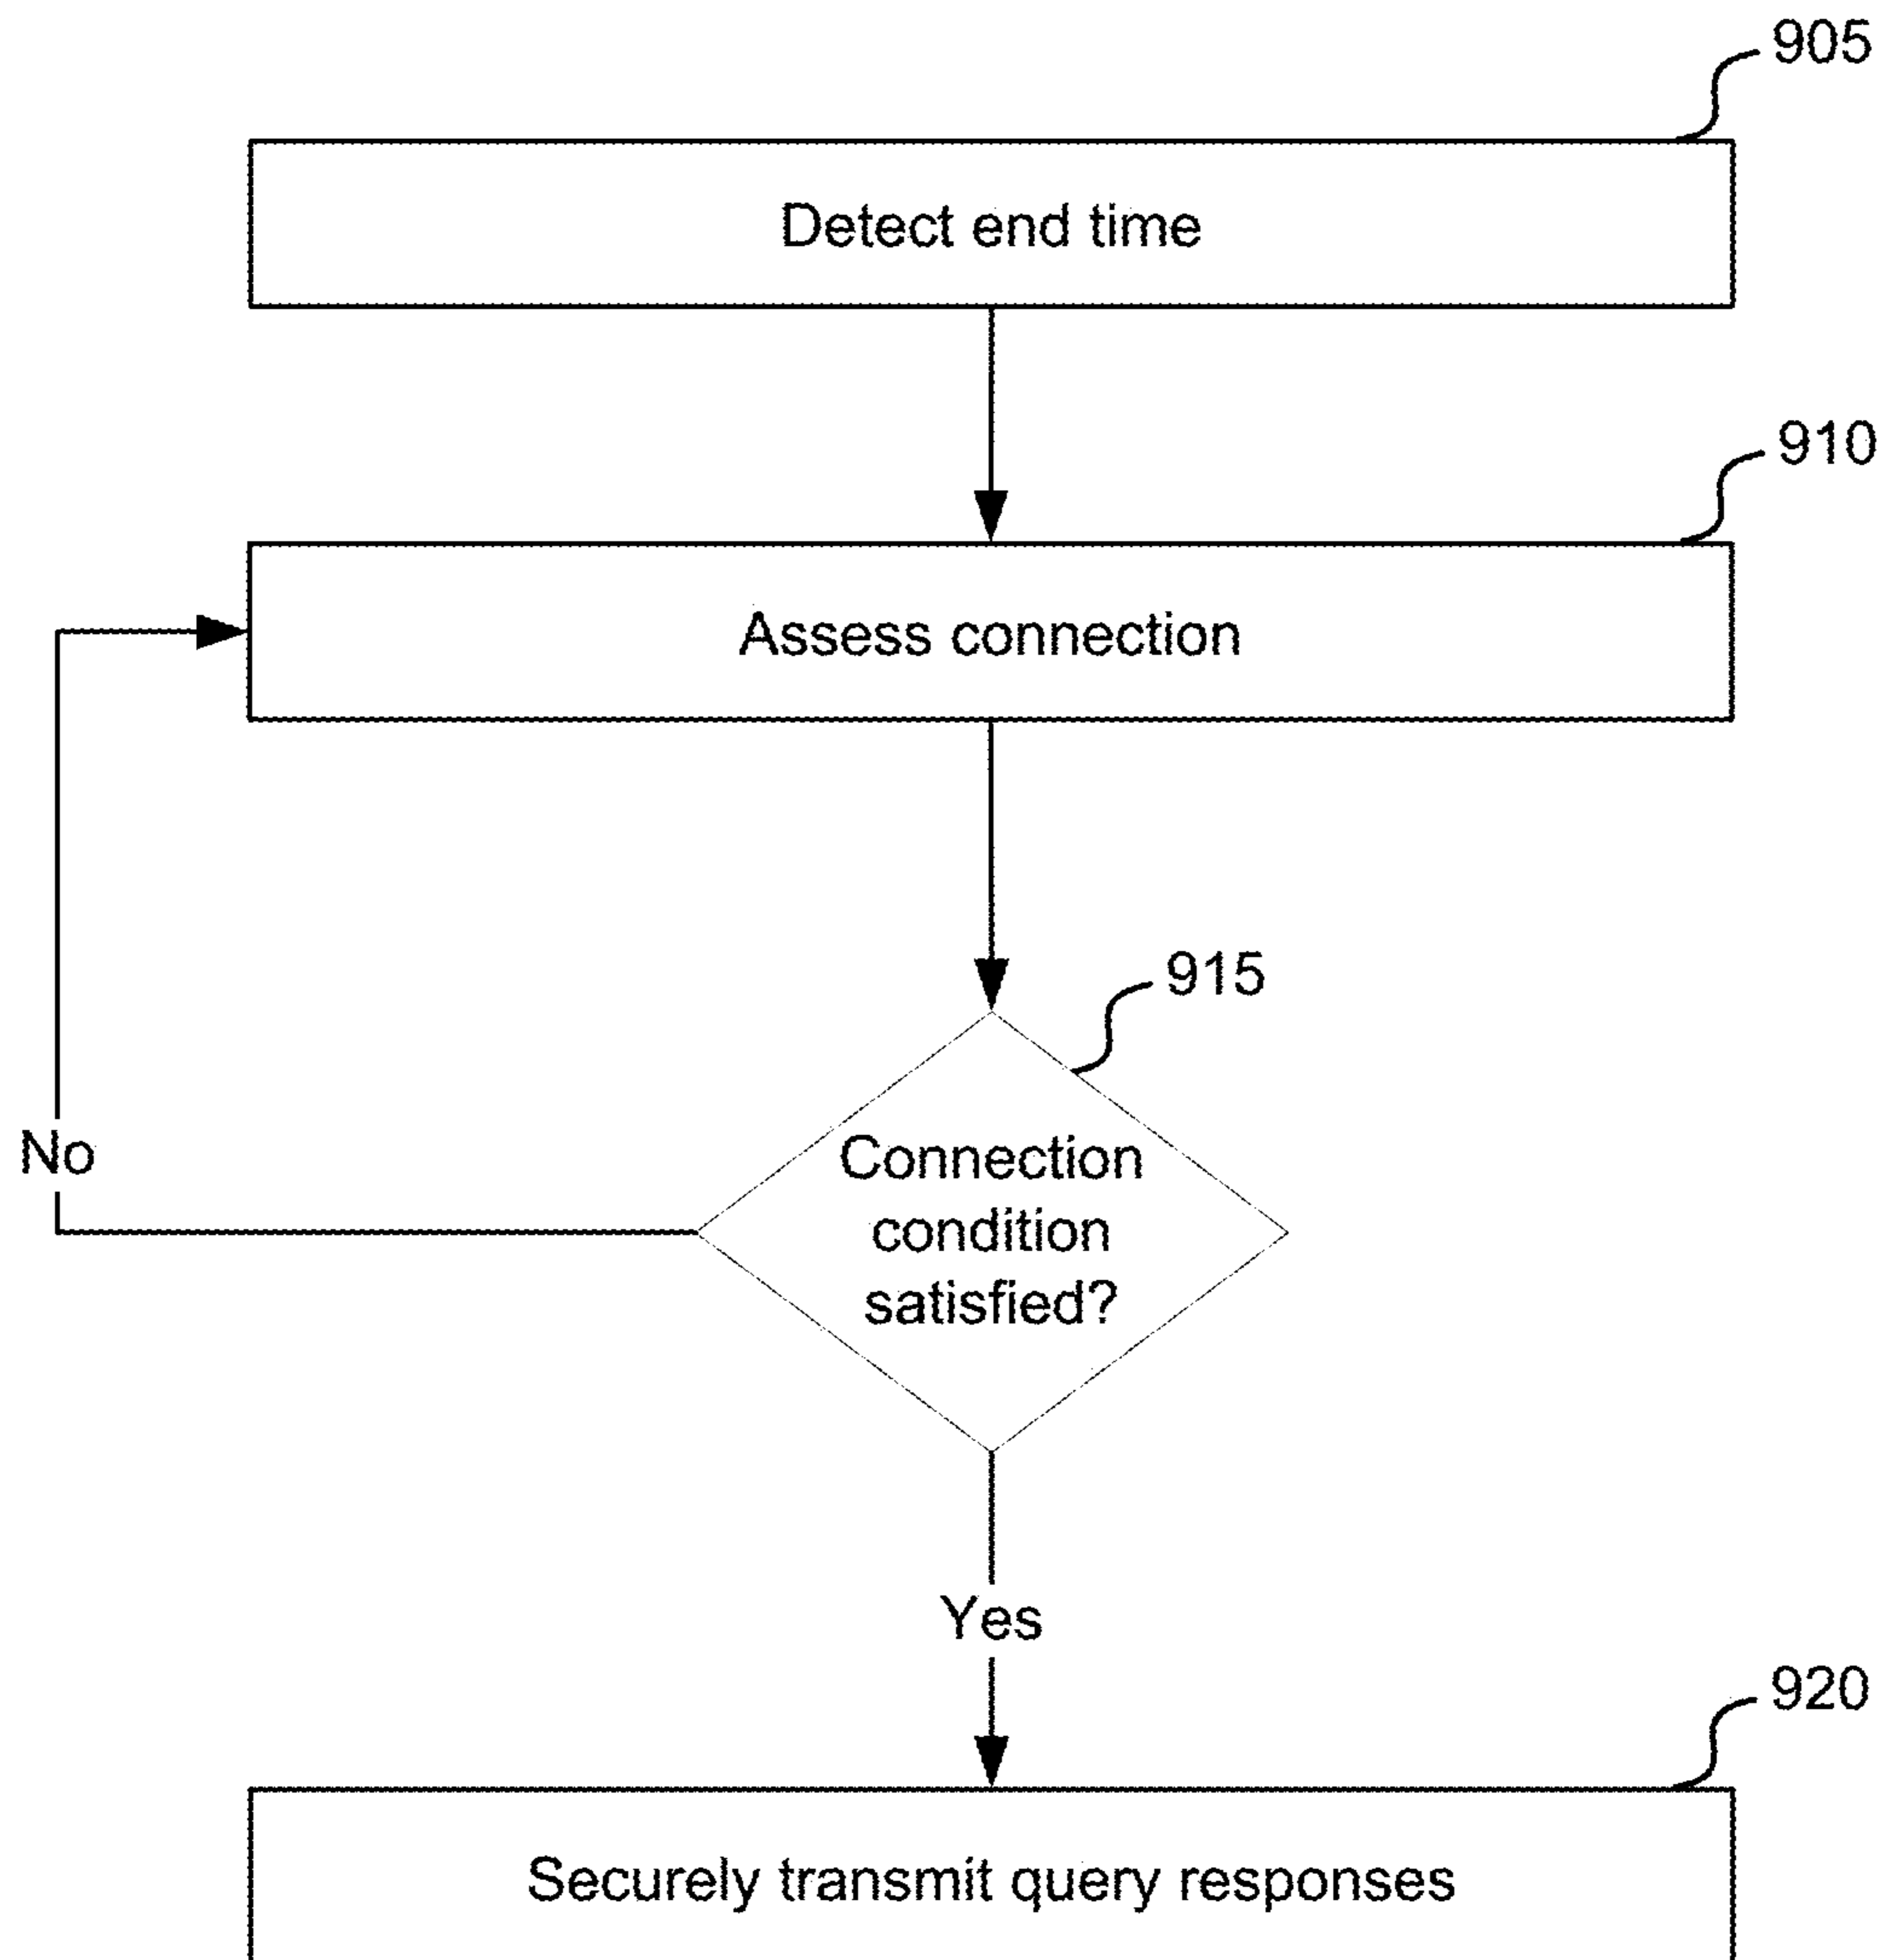 905
Detect end time
910
Assess connection
915
Connection
condition
satisfied?
No
Yes
920
Securely transmit query responses